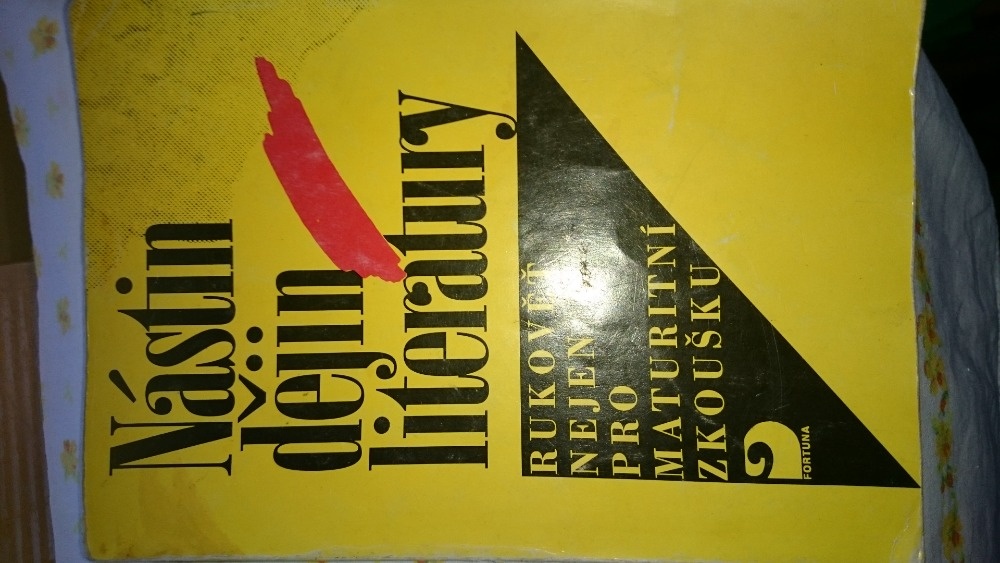 Nástin
dějin
literatury
RUKOVĚŤ
NEJEN
PRO
MATURITNÍ
ZKOUŠKU
FORTUNA